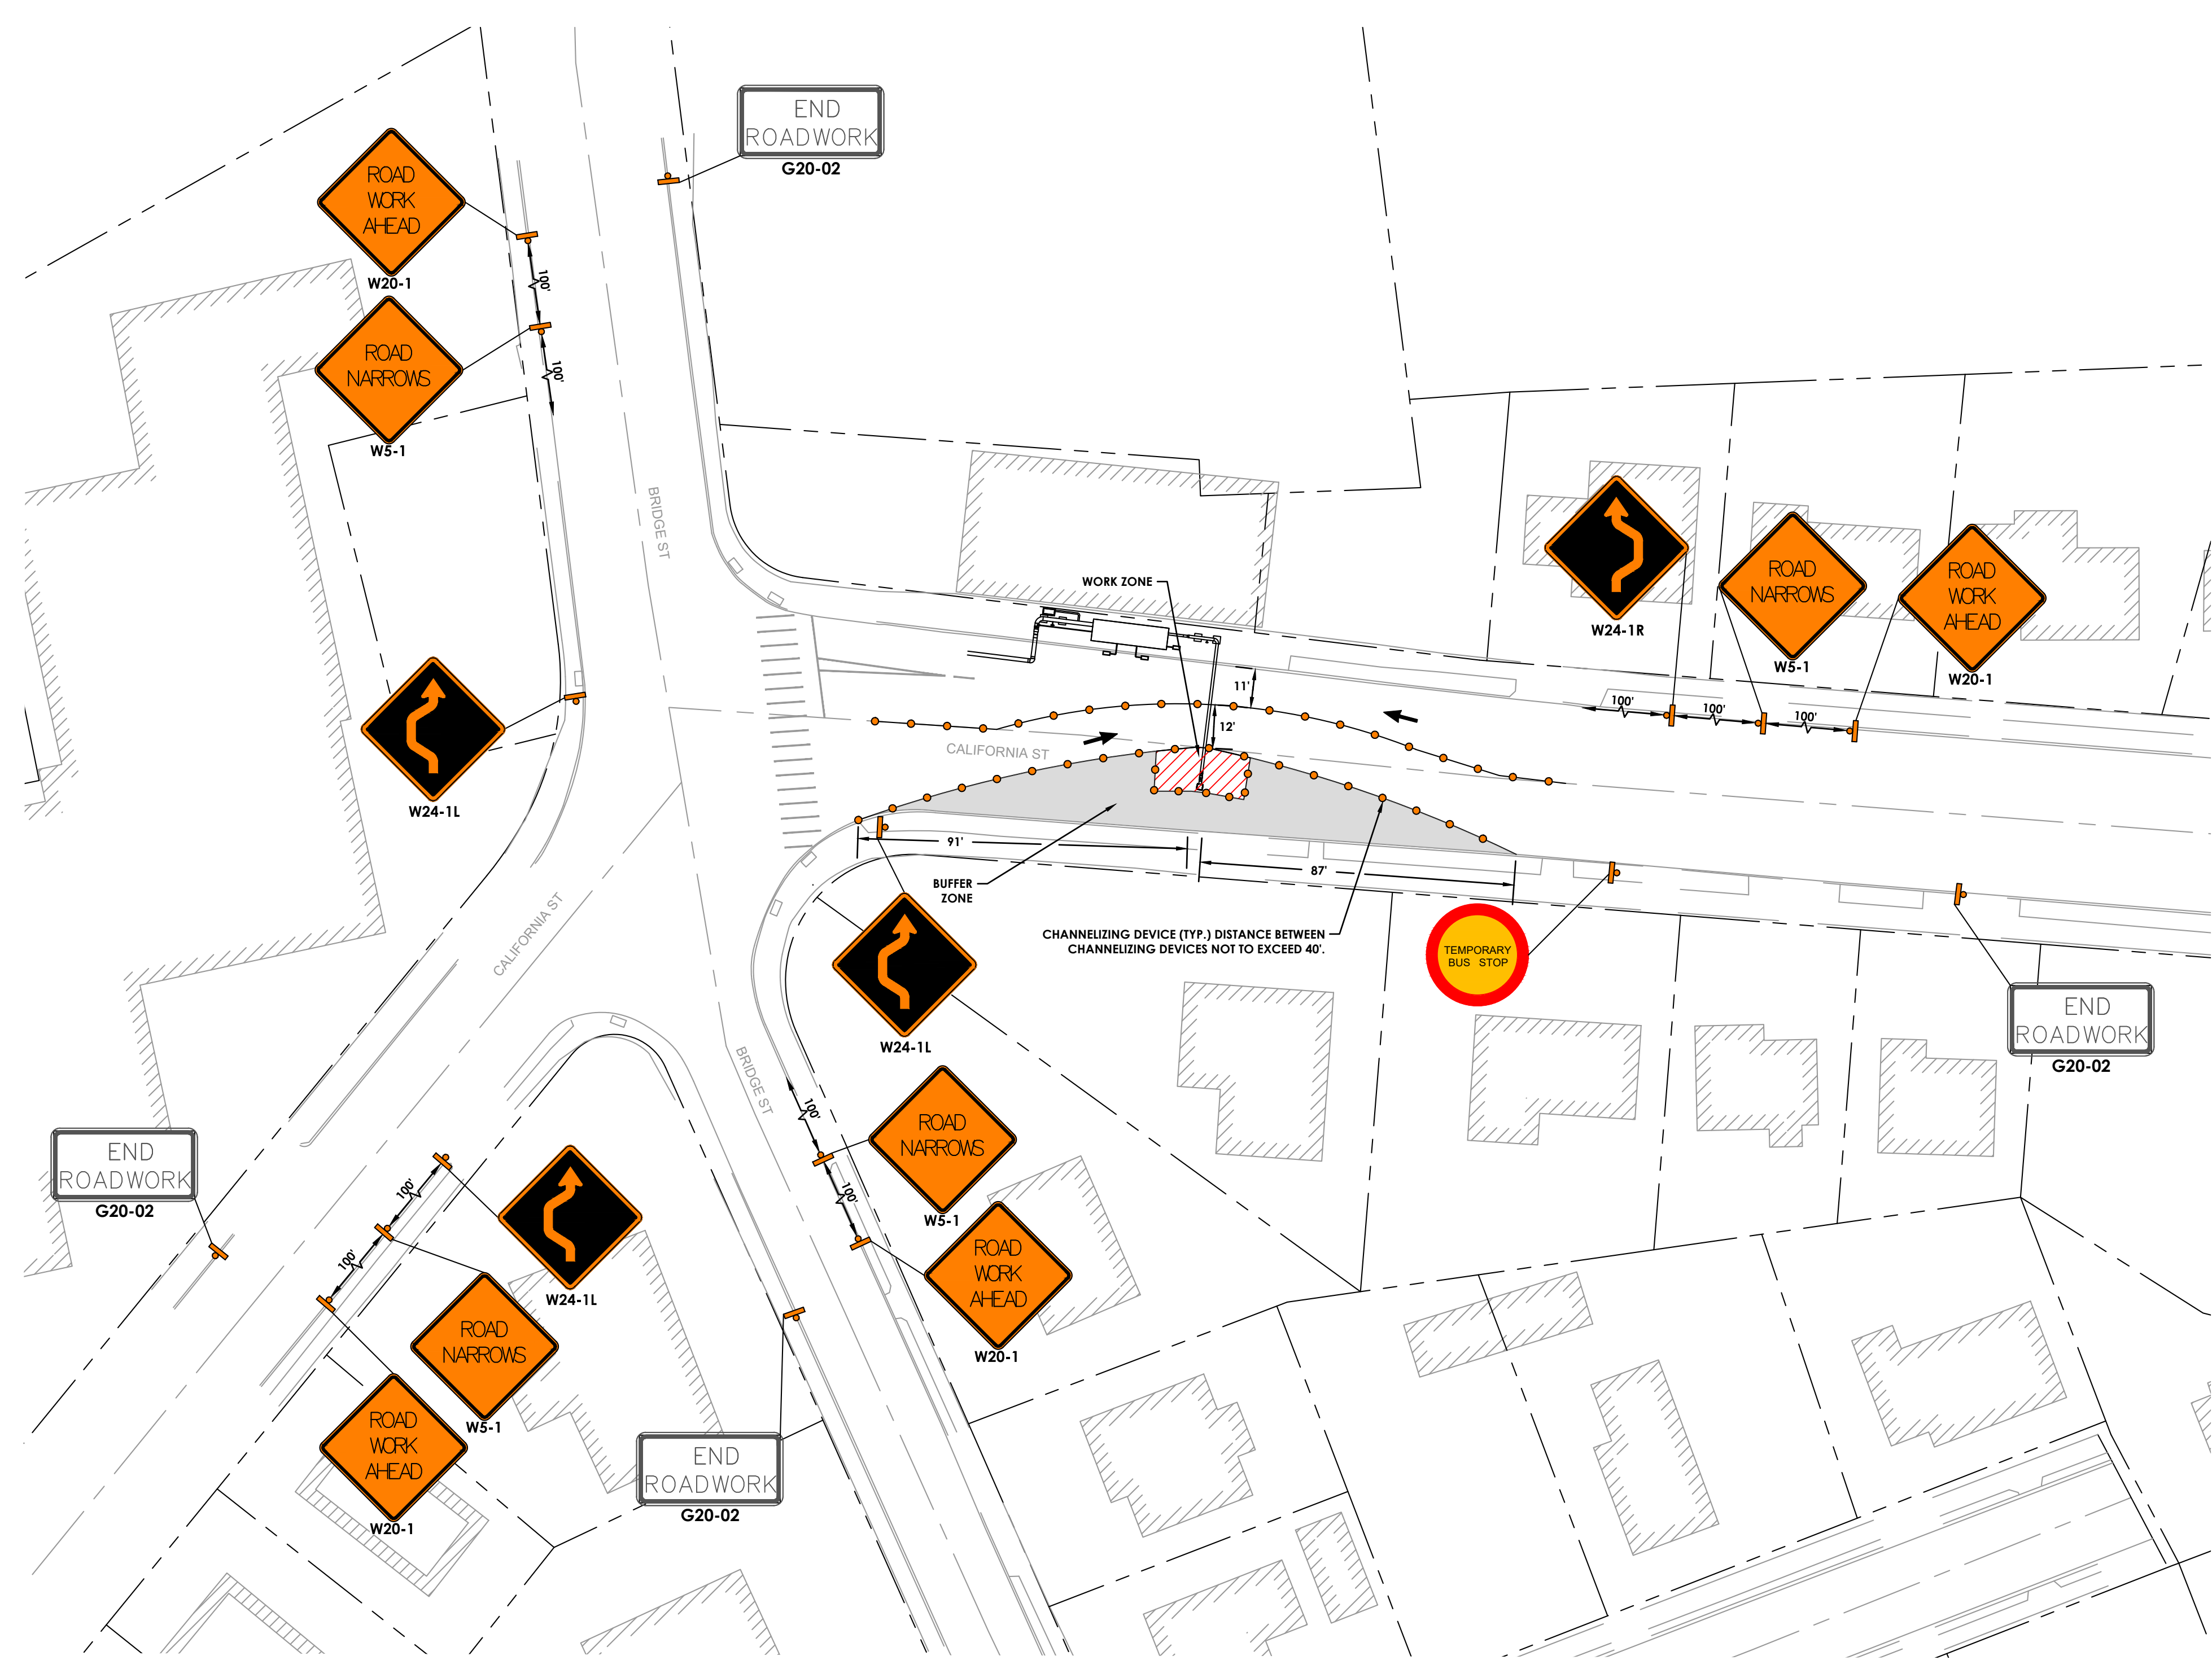 END
ROADWORK
G20-02
ROAD
WORK
AHEAD
W20-1
100'
ROAD
NARROWS
W5-1
100'
BRIDGE ST
W24-1L
WORK ZONE
11'
12'
CALIFORNIA ST
W24-1R
ROAD
NARROWS
W5-1
ROAD
WORK
AHEAD
W20-1
100'
100'
100'
91'
87'
BUFFER
ZONE
CHANNELIZING DEVICE (TYP.) DISTANCE BETWEEN
CHANNELIZING DEVICES NOT TO EXCEED 40'.
TEMPORARY
BUS STOP
END
ROADWORK
G20-02
CALIFORNIA ST
W24-1L
BRIDGE ST
100'
ROAD
NARROWS
W5-1
100'
ROAD
WORK
AHEAD
W20-1
END
ROADWORK
G20-02
100'
W24-1L
100'
ROAD
NARROWS
W5-1
ROAD
WORK
AHEAD
W20-1
END
ROADWORK
G20-02